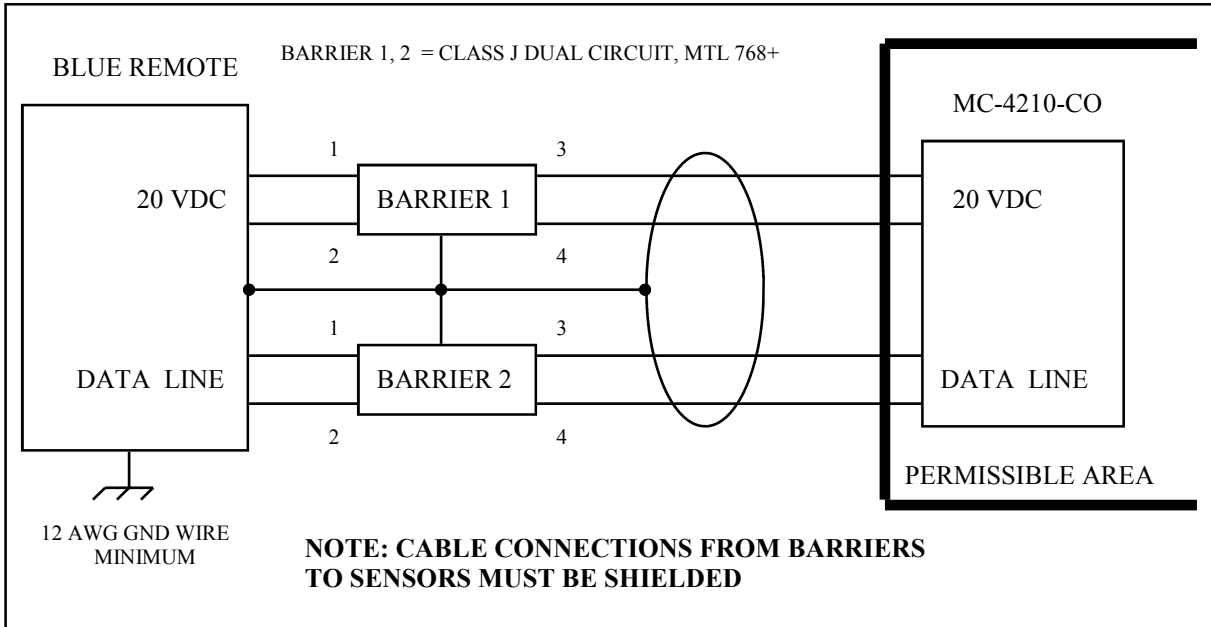 BARRIER 1, 2 = CLASS J DUAL CIRCUIT, MTL 768+
BLUE REMOTE
MC-4210-CO
1
3
20 VDC
BARRIER 1
20 VDC
2
4
1
3
DATA LINE
BARRIER 2
DATA LINE
2
4
PERMISSIBLE AREA
12 AWG GND WIRE
MINIMUM
NOTE: CABLE CONNECTIONS FROM BARRIERS
TO SENSORS MUST BE SHIELDED